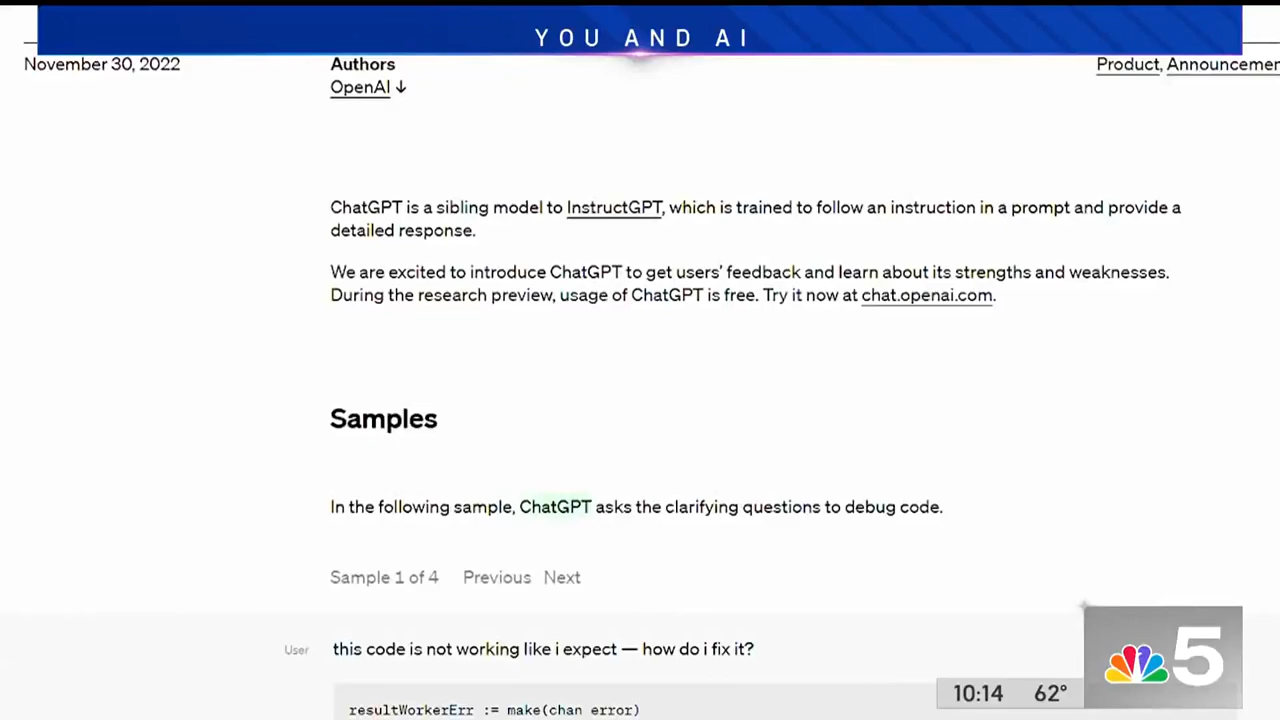 YOU AND AI
November 30, 2022
Authors
Product, Announcemen
OpenAI ↓
ChatGPT is a sibling model to InstructGPT, which is trained to follow an instruction in a prompt and provide a
detailed response.
We are excited to introduce ChatGPT to get users’ feedback and learn about its strengths and weaknesses.
During the research preview, usage of ChatGPT is free. Try it now at chat.openai.com.
Samples
In the following sample, ChatGPT asks the clarifying questions to debug code.
Sample 1 of 4 Previous Next
User this code is not working like i expect — how do i fix it?
resultWorkerErr := make(chan error)
5
10:14 62°